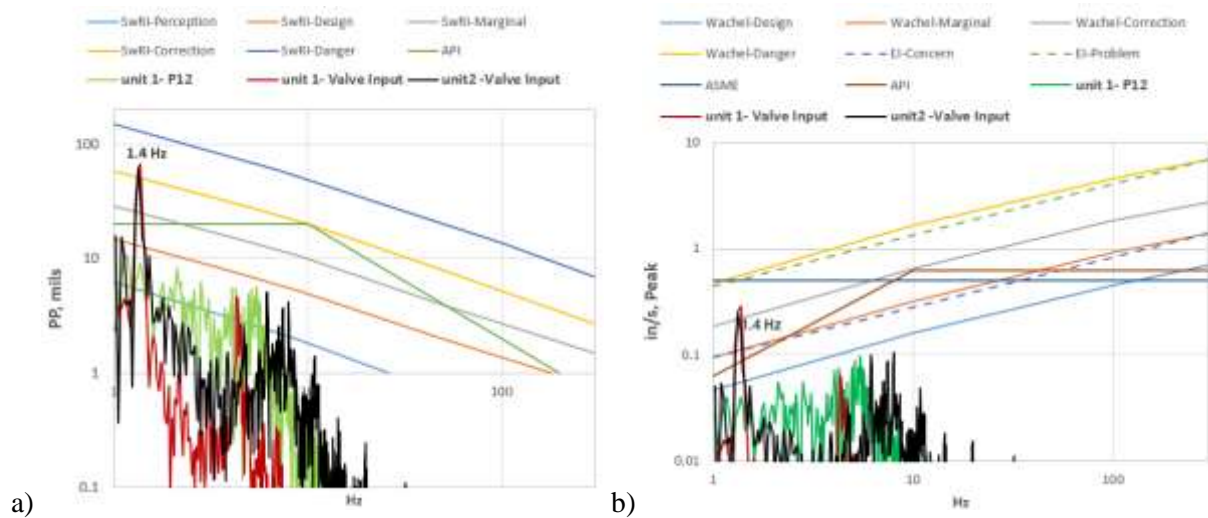 SwRI-Perception SwRI-Design SwRI-Marginal
SwRI-Correction SwRI-Danger API
unit 1- P12 unit 1- Valve Input unit2 -Valve Input
100
10
1
0.1
PP, mils
1.4 Hz
100
Hz
a)
Wachel-Design Wachel-Marginal Wachel-Correction
Wachel-Danger EI-Concern EI-Problem
ASME API unit 1- P12
unit 1- Valve Input unit2 -Valve Input
10
1
0.1
0.01
in/s, Peak
1.4 Hz
1 10 100
Hz
b)